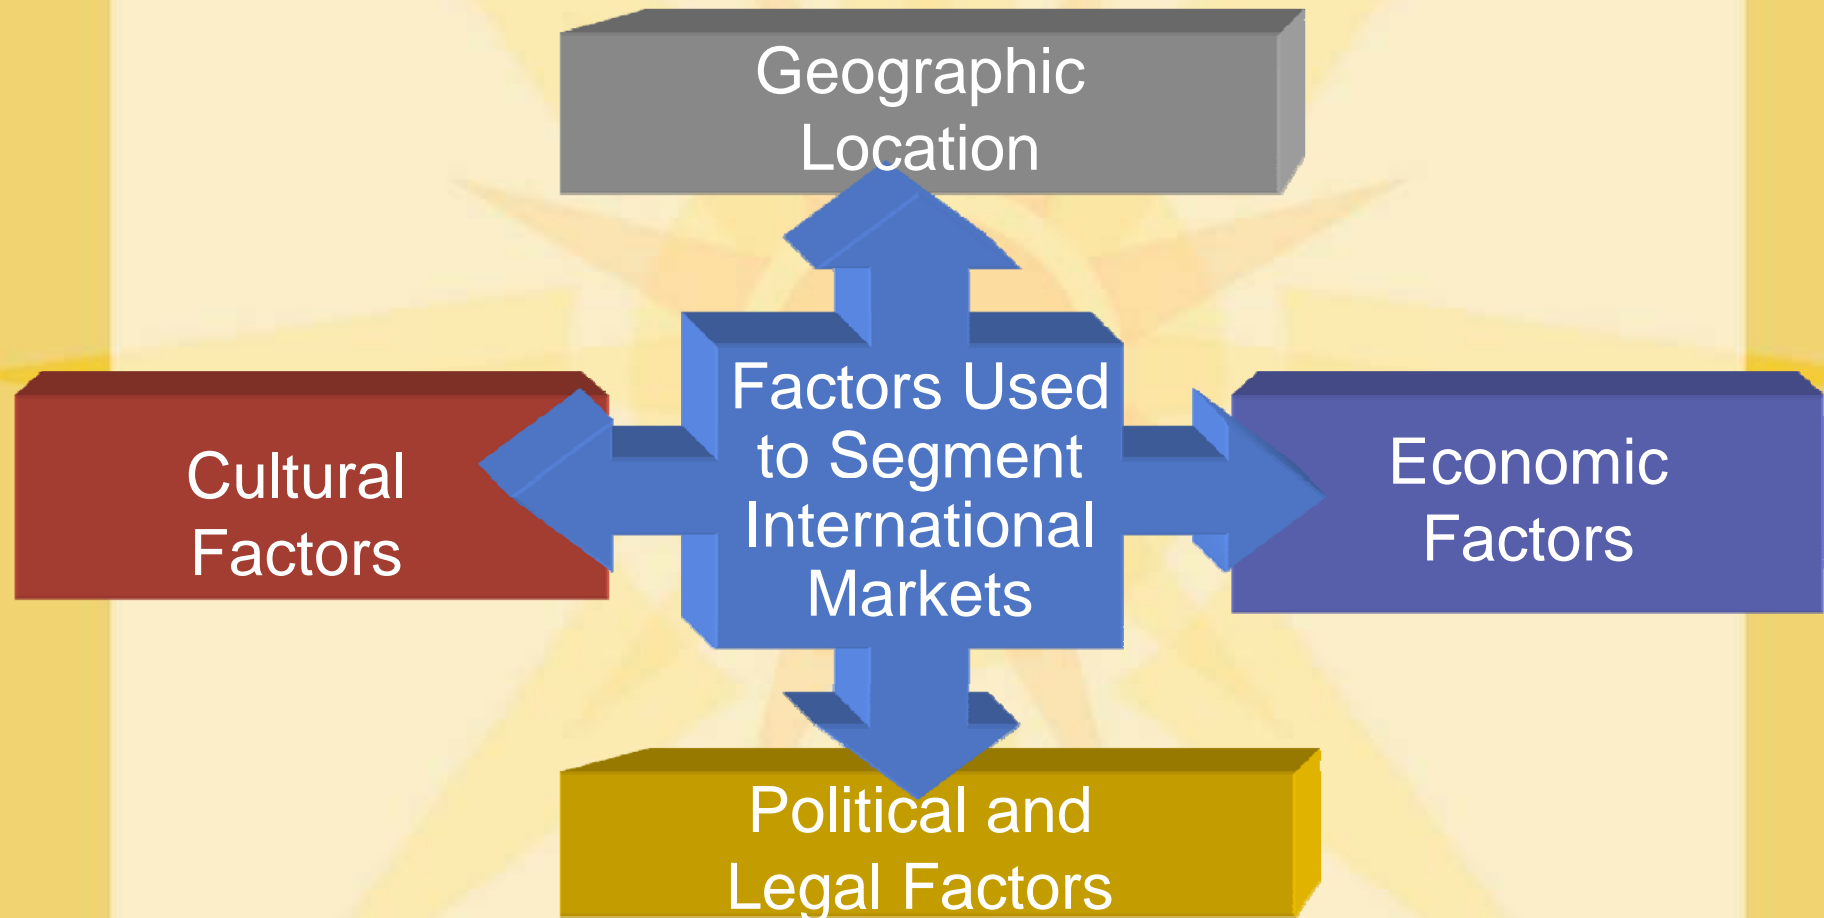 Geographic
Location
Cultural
Factors
Factors Used
to Segment
International
Markets
Economic
Factors
Political and
Legal Factors